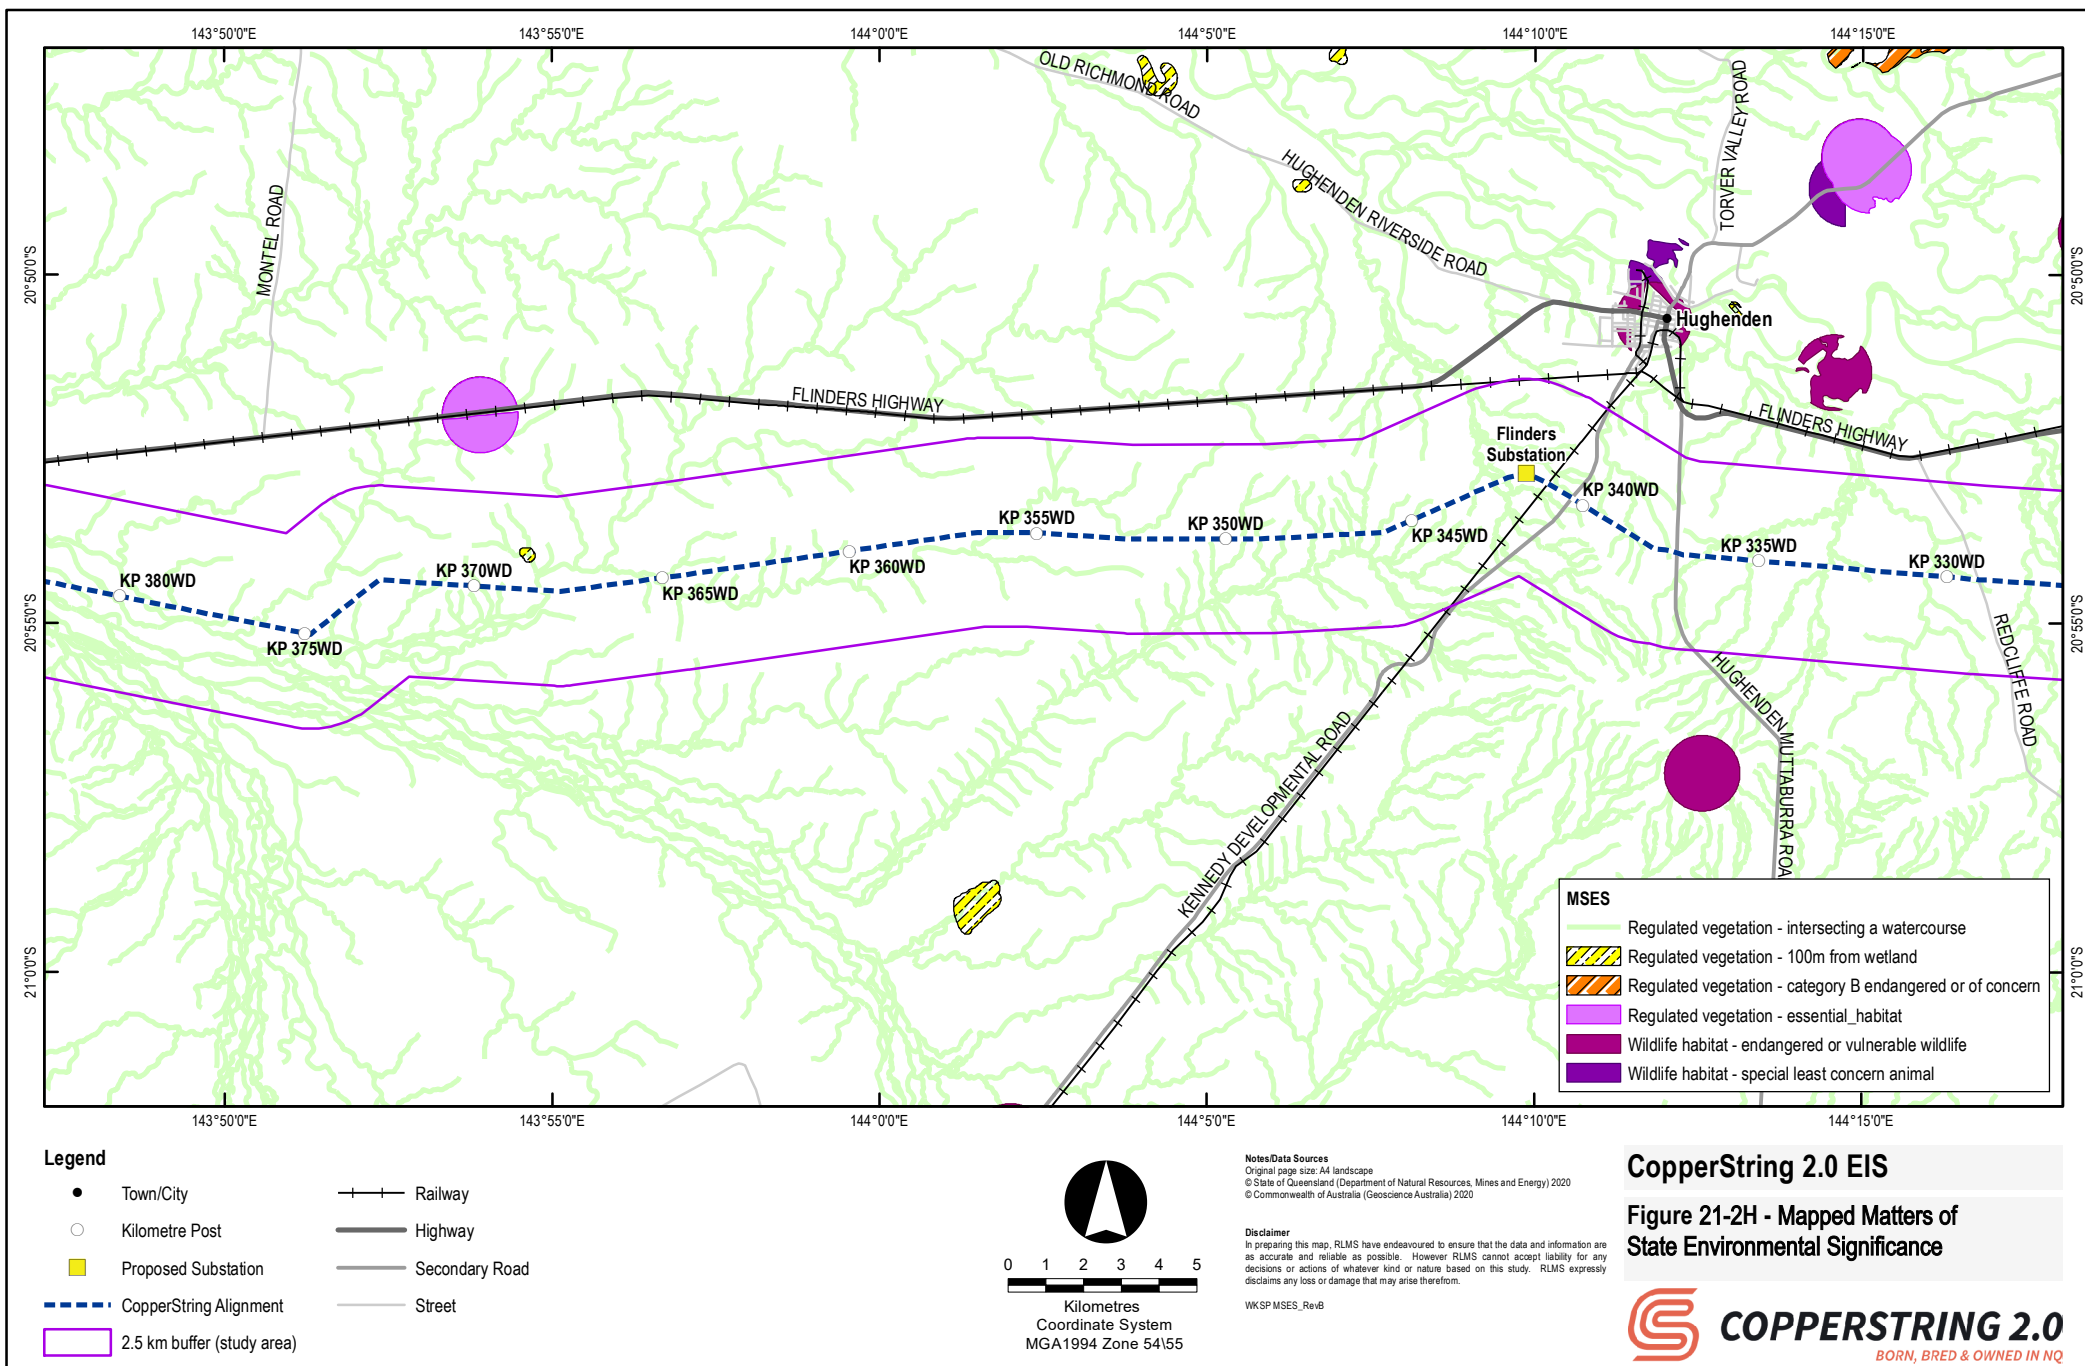 143°50'0"E
143°55'0"E
144°0'0"E
144°5'0"E
144°10'0"E
144°15'0"E
OLD RICHMOND ROAD
TORVER VALLEY ROAD
HUGHENDEN RIVERSIDE ROAD
MONTEL ROAD
20°50'0"S
20°50'0"S
Hughenden
FLINDERS HIGHWAY
FLINDERS HIGHWAY
Flinders
Substation
KP 340WD
KP 355WD
KP 350WD
KP 345WD
KP 335WD
KP 330WD
KP 360WD
KP 370WD
KP 380WD
KP 365WD
KP 375WD
20°55'0"S
20°55'0"S
REDCLIFFE ROAD
HUGHENDEN MUTTABURRA ROA
KENNEDY DEVELOPMENTAL ROAD
21°0'0"S
21°0'0"S
MSES
Regulated vegetation - intersecting a watercourse
Regulated vegetation - 100m from wetland
Regulated vegetation - category B endangered or of concern
Regulated vegetation - essential_habitat
Wildlife habitat - endangered or vulnerable wildlife
Wildlife habitat - special least concern animal
143°50'0"E
143°55'0"E
144°0'0"E
144°5'0"E
144°10'0"E
144°15'0"E
Legend
Town/City
Kilometre Post
Proposed Substation
CopperString Alignment
2.5 km buffer (study area)
Railway
Highway
Secondary Road
Street
0 1 2 3 4 5
Kilometres
Coordinate System
MGA1994 Zone 54\55
Notes/Data Sources
Original page size: A4 landscape
© State of Queensland (Department of Natural Resources, Mines and Energy) 2020
© Commonwealth of Australia (Geoscience Australia) 2020
Disclaimer
In preparing this map, RLMS have endeavoured to ensure that the data and information are
as accurate and reliable as possible. However RLMS cannot accept liability for any
decisions or actions of whatever kind or nature based on this study. RLMS expressly
disclaims any loss or damage that may arise therefrom.
WKSP MSES_RevB
CopperString 2.0 EIS
Figure 21-2H - Mapped Matters of
State Environmental Significance
COPPERSTRING 2.0
BORN, BRED & OWNED IN NQ